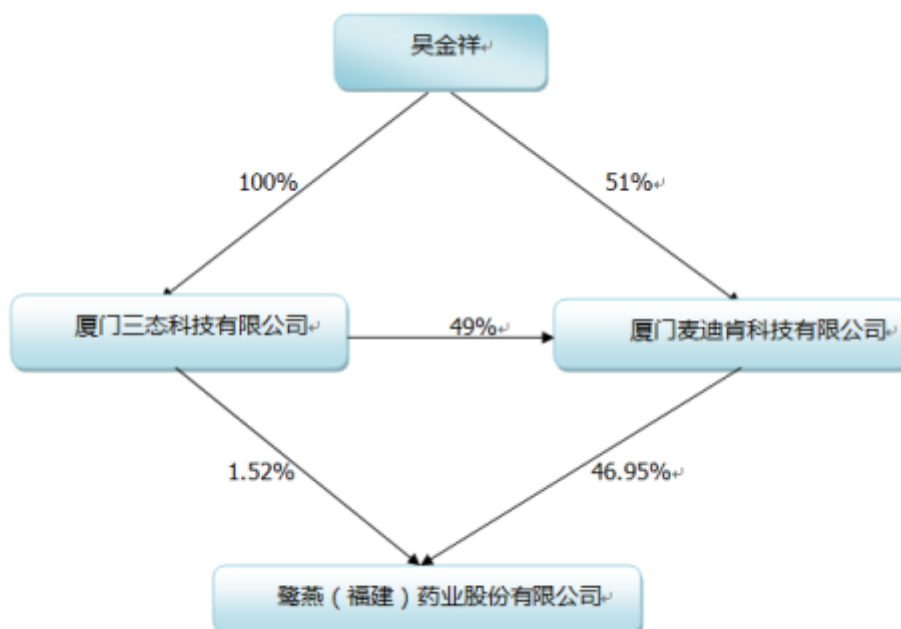 吴金祥
100%
51%
厦门三态科技有限公司
49%
厦门麦迪肯科技有限公司
1.52%
46.95%
鹭燕（福建）药业股份有限公司